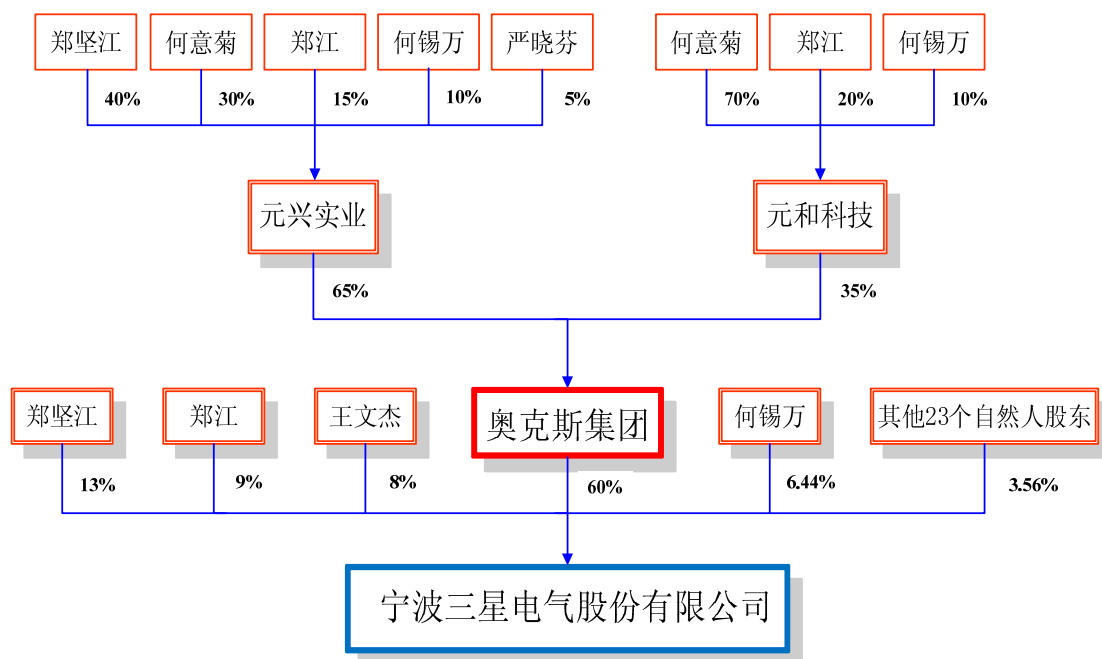 郑坚江 何意菊 郑江 何锡万 严晓芬 何意菊 郑江 何锡万
40% 30% 15% 10% 5% 70% 20% 10%
元兴实业 元和科技
65% 35%
郑坚江 郑江 王文杰 奥克斯集团 何锡万 其他23个自然人股东
13% 9% 8% 60% 6.44% 3.56%
宁波三星电气股份有限公司